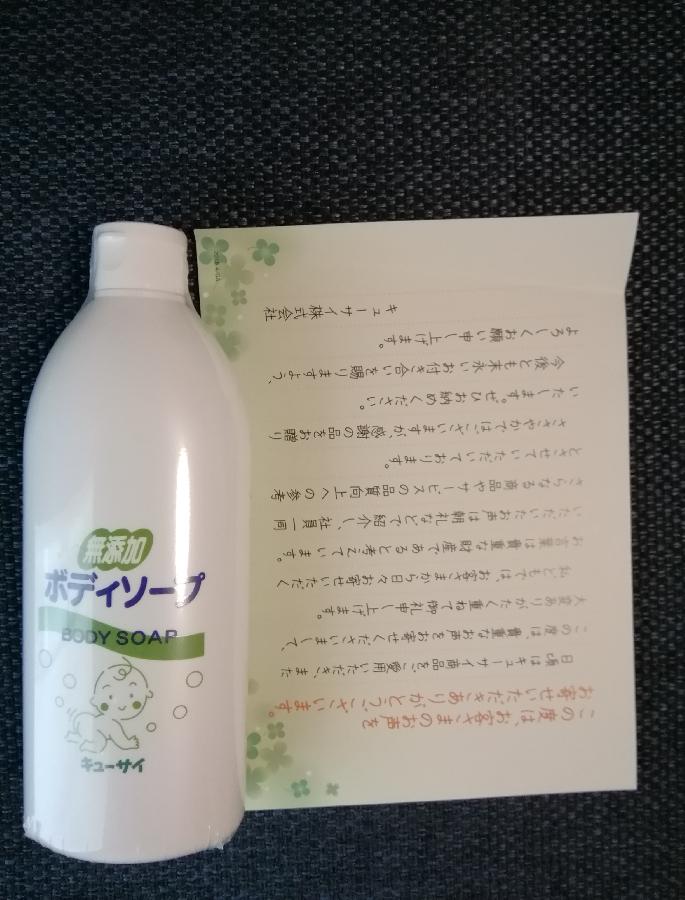 無添加
ボディソープ
BODY SOAP
キューサイ
この度は、お客さまのお声を
お寄せいただきありがとうございます。
日頃はキューサイ商品を、ご愛用いただき、また
この度は、貴重なお声をお寄せくださいまして、
大変ありがたく重ねて御礼申し上げます。
私どもでは、お客さまから日々お寄せいただく
お言葉は貴重な財産であると考えています。
いただいたお声は朝礼などで紹介し、社員一同
さらなる商品やサービスの品質向上への参考
とさせていただいております。
ささやかではございますが、感謝の品をお贈り
いたします。ぜひお納めください。
今後とも末永いお付き合いを賜りますよう、
よろしくお願い申し上げます。
キューサイ株式会社